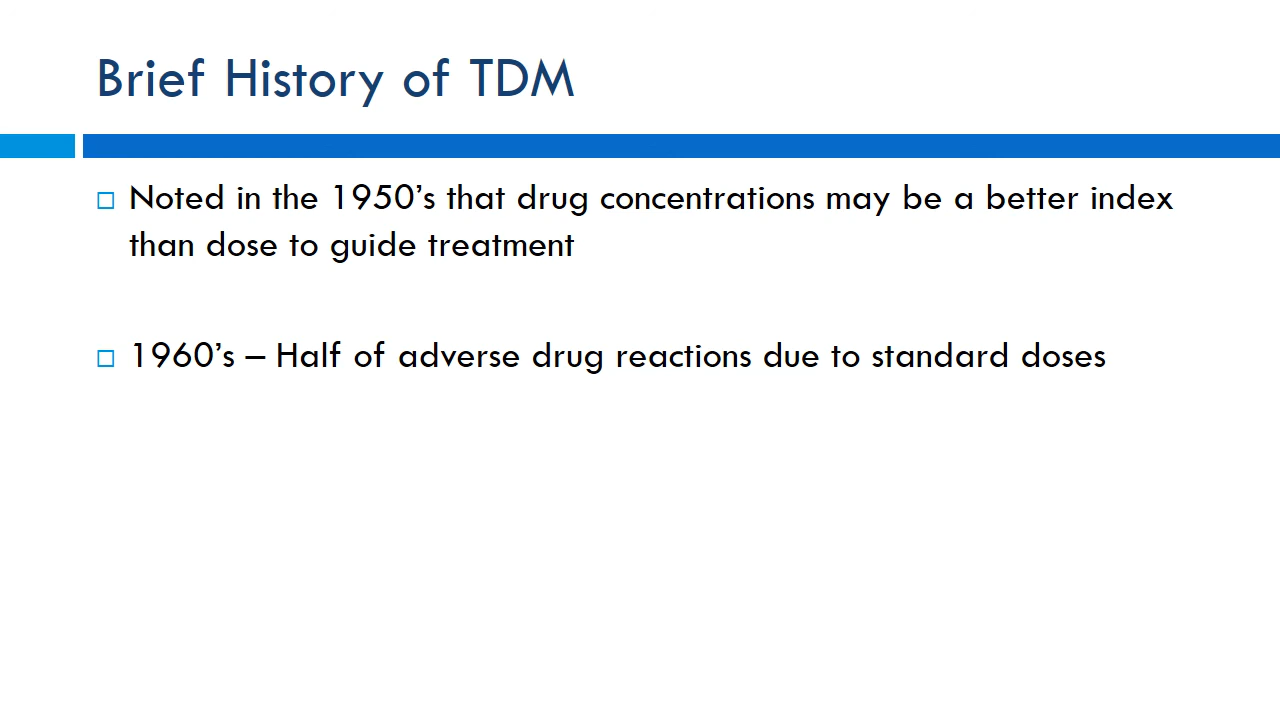 Brief History of TDM
Noted in the 1950’s that drug concentrations may be a better index
than dose to guide treatment
1960’s – Half of adverse drug reactions due to standard doses